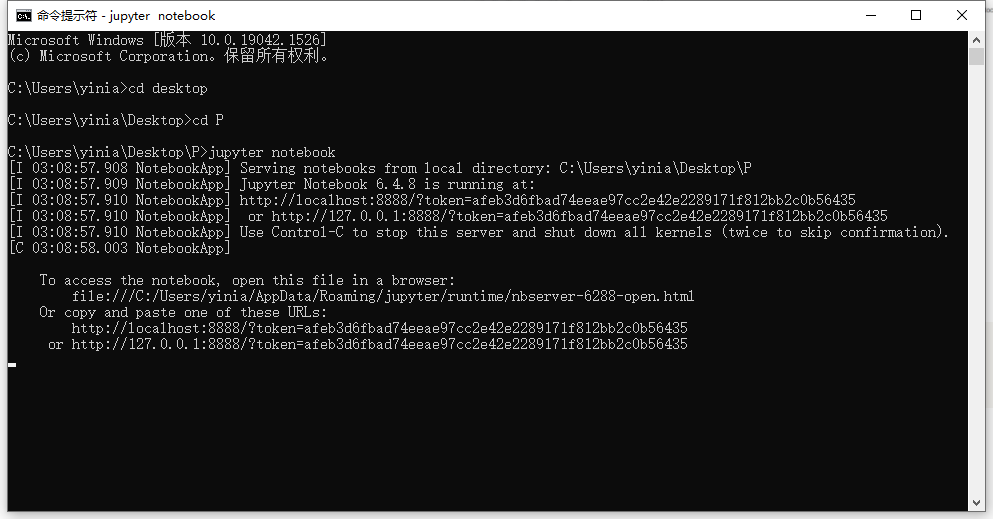 命令提示符 - jupyter notebook
Microsoft Windows [版本 10.0.19042.1526]
(c) Microsoft Corporation。保留所有权利。
C:\Users\yinia>cd desktop
C:\Users\yinia\Desktop>cd P
C:\Users\yinia\Desktop\P>jupyter notebook
[I 03:08:57.908 NotebookApp] Serving notebooks from local directory: C:\Users\yinia\Desktop\P
[I 03:08:57.909 NotebookApp] Jupyter Notebook 6.4.8 is running at:
[I 03:08:57.910 NotebookApp] http://localhost:8888/?token=afeb3d6fbad74eeae97cc2e42e2289171f812bb2c0b56435
[I 03:08:57.910 NotebookApp]  or http://127.0.0.1:8888/?token=afeb3d6fbad74eeae97cc2e42e2289171f812bb2c0b56435
[I 03:08:57.910 NotebookApp] Use Control-C to stop this server and shut down all kernels (twice to skip confirmation).
[C 03:08:58.003 NotebookApp]
To access the notebook, open this file in a browser:
file:///C:/Users/yinia/AppData/Roaming/jupyter/runtime/nbserver-6288-open.html
Or copy and paste one of these URLs:
http://localhost:8888/?token=afeb3d6fbad74eeae97cc2e42e2289171f812bb2c0b56435
or http://127.0.0.1:8888/?token=afeb3d6fbad74eeae97cc2e42e2289171f812bb2c0b56435